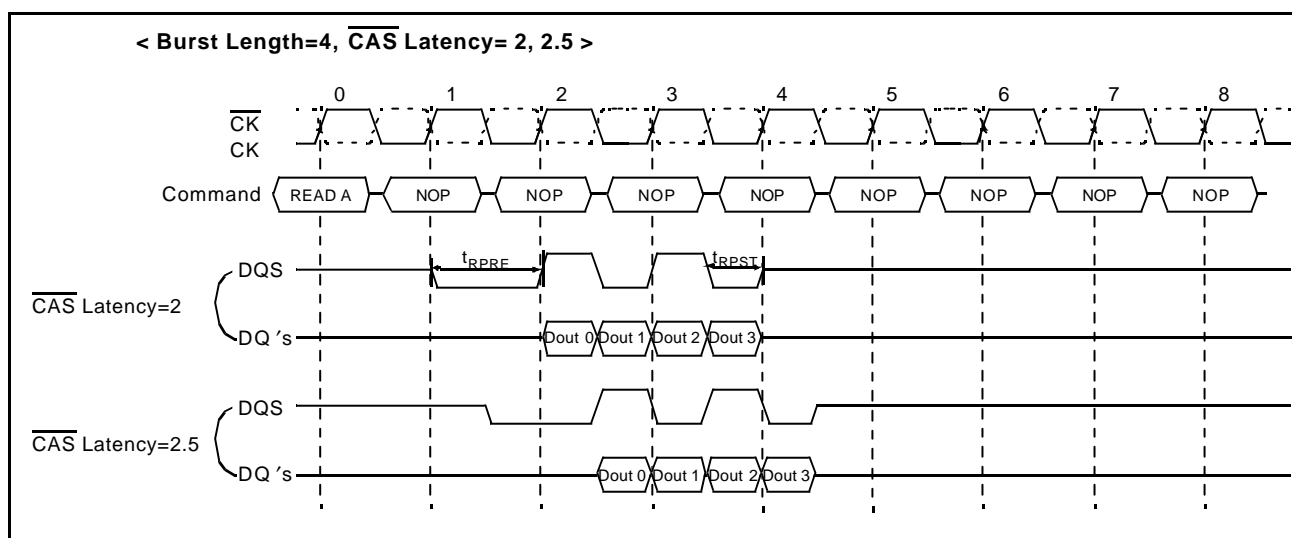 < Burst Length=4, CAS Latency= 2, 2.5 >
0 1 2 3 4 5 6 7 8
CK
CK
Command READ A NOP NOP NOP NOP NOP NOP NOP NOP
DQS tRPRE tRPST
CAS Latency=2
DQ 's Dout 0 Dout 1 Dout 2 Dout 3
DQS
CAS Latency=2.5
DQ 's Dout 0 Dout 1 Dout 2 Dout 3